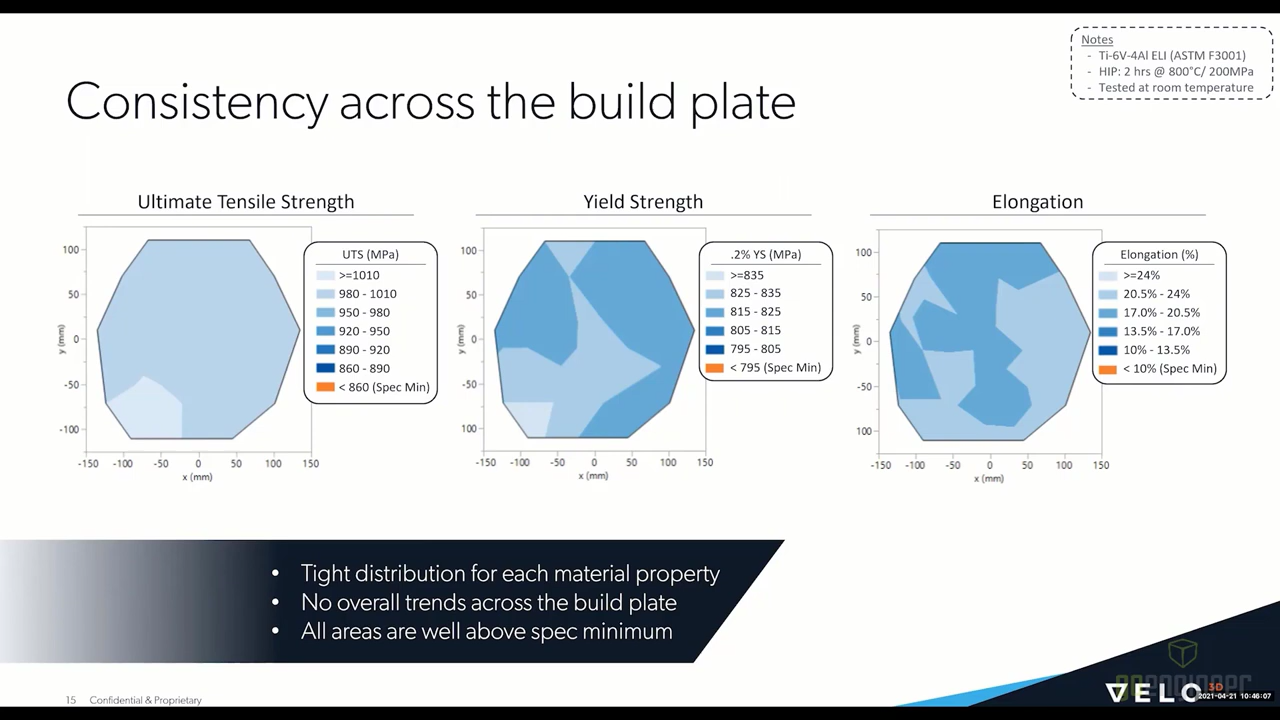 Notes
- Ti-6V-4Al ELI (ASTM F3001)
- HIP: 2 hrs @ 800°C/ 200MPa
- Tested at room temperature
Consistency across the build plate
Ultimate Tensile Strength
UTS (MPa)
>=1010
980 - 1010
950 - 980
920 - 950
890 - 920
860 - 890
< 860 (Spec Min)
y (mm)
100
50
0
-50
-100
-150 -100 -50 0 50 100 150
x (mm)
Yield Strength
.2% YS (MPa)
>=835
825 - 835
815 - 825
805 - 815
795 - 805
< 795 (Spec Min)
y (mm)
100
50
0
-50
100
-150 -100 -50 0 50 100 150
x (mm)
Elongation
Elongation (%)
>=24%
20.5% - 24%
17.0% - 20.5%
13.5% - 17.0%
10% - 13.5%
< 10% (Spec Min)
y (mm)
100
50
0
-50
100
-150 -100 -50 0 50 100 150
x (mm)
• Tight distribution for each material property
• No overall trends across the build plate
• All areas are well above spec minimum
15 Confidential & Proprietary
VELO 3D
2021-04-21 10:46:07